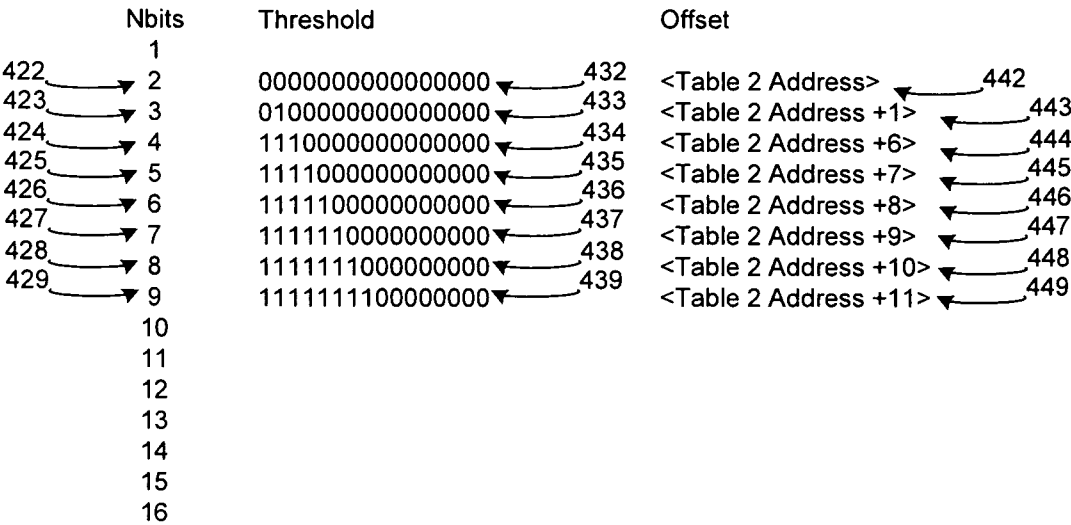 Nbits Threshold Offset
1
422 2 0000000000000000 432 <Table 2 Address> 442
423 3 0100000000000000 433 <Table 2 Address +1> 443
424 4 1110000000000000 434 <Table 2 Address +6> 444
425 5 1111000000000000 435 <Table 2 Address +7> 445
426 6 1111100000000000 436 <Table 2 Address +8> 446
427 7 1111110000000000 437 <Table 2 Address +9> 447
428 8 1111111000000000 438 <Table 2 Address +10> 448
429 9 1111111100000000 439 <Table 2 Address +11> 449
10
11
12
13
14
15
16